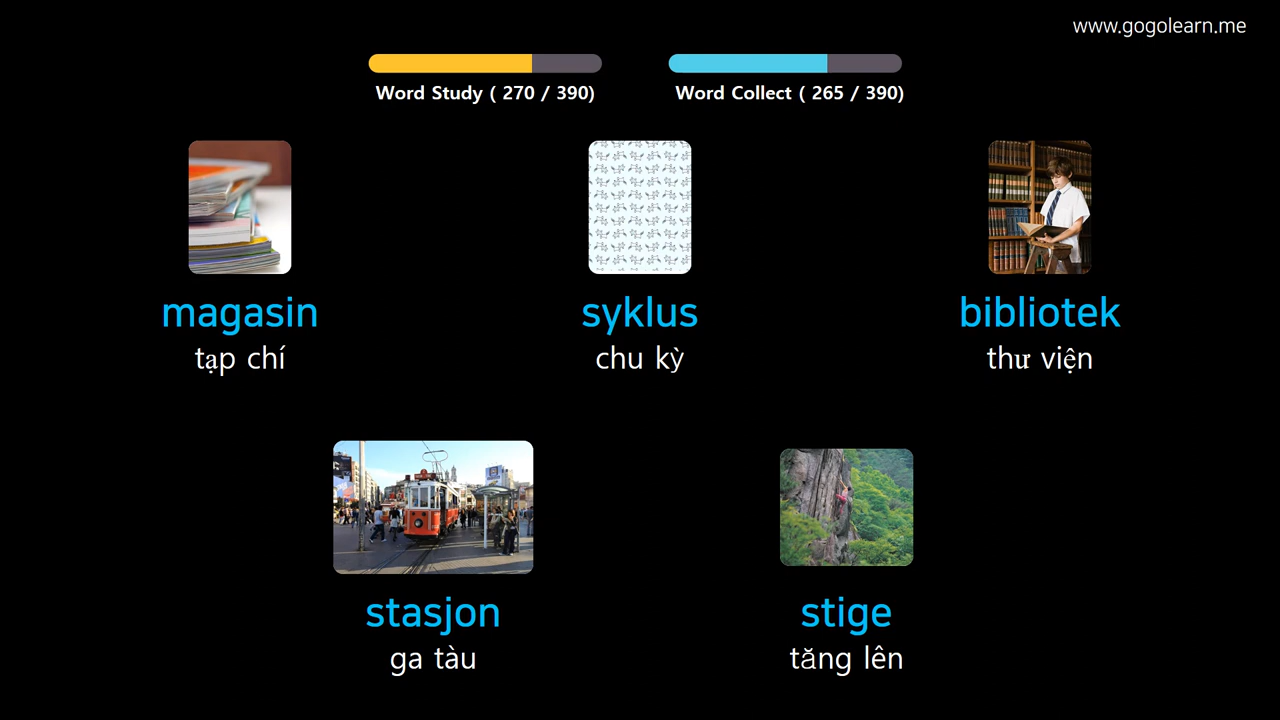 www.gogolearn.me
Word Study ( 270 / 390)
Word Collect ( 265 / 390)
magasin
tạp chí
syklus
chu kỳ
bibliotek
thư viện
stasjon
ga tàu
stige
tăng lên